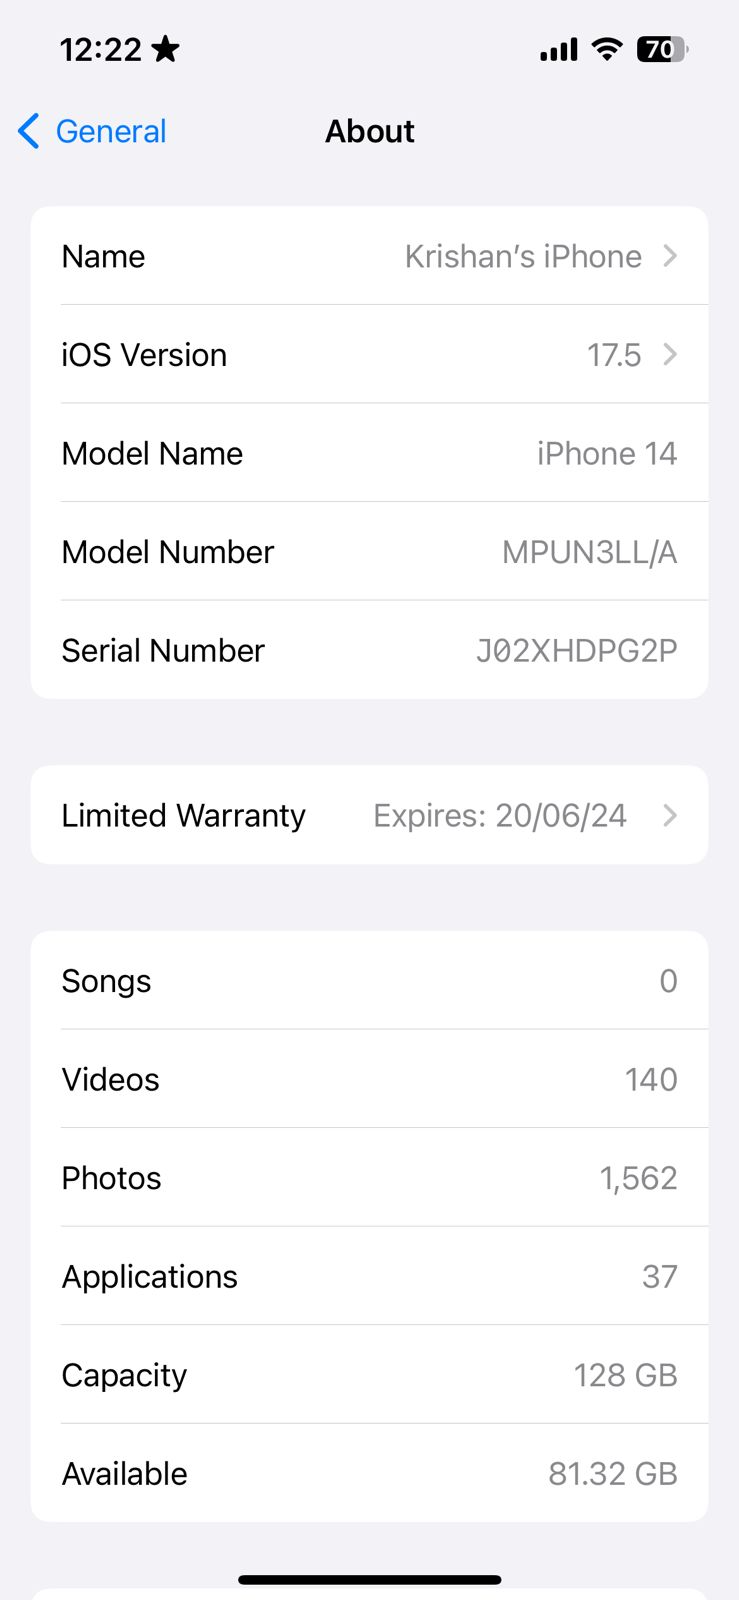 12:22
70
General
About
Name Krishan’s iPhone
iOS Version 17.5
Model Name iPhone 14
Model Number MPUN3LL/A
Serial Number J02XHDPG2P
Limited Warranty Expires: 20/06/24
Songs 0
Videos 140
Photos 1,562
Applications 37
Capacity 128 GB
Available 81.32 GB